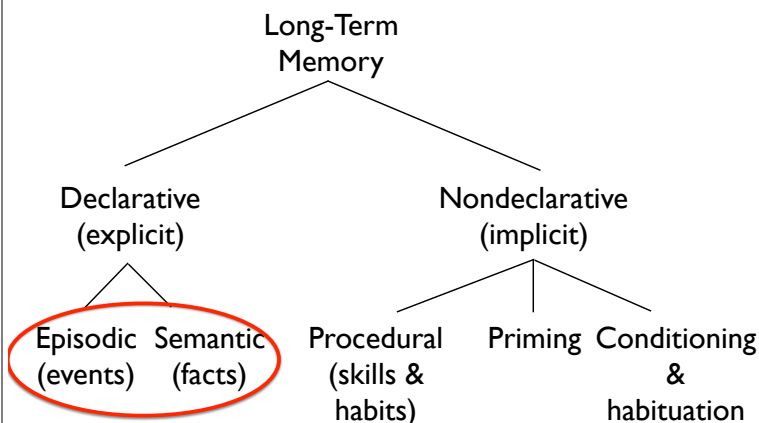 Long-Term
Memory
Declarative
(explicit)
Nondeclarative
(implicit)
Episodic
(events)
Semantic
(facts)
Procedural
(skills &
habits)
Priming
Conditioning
&
habituation